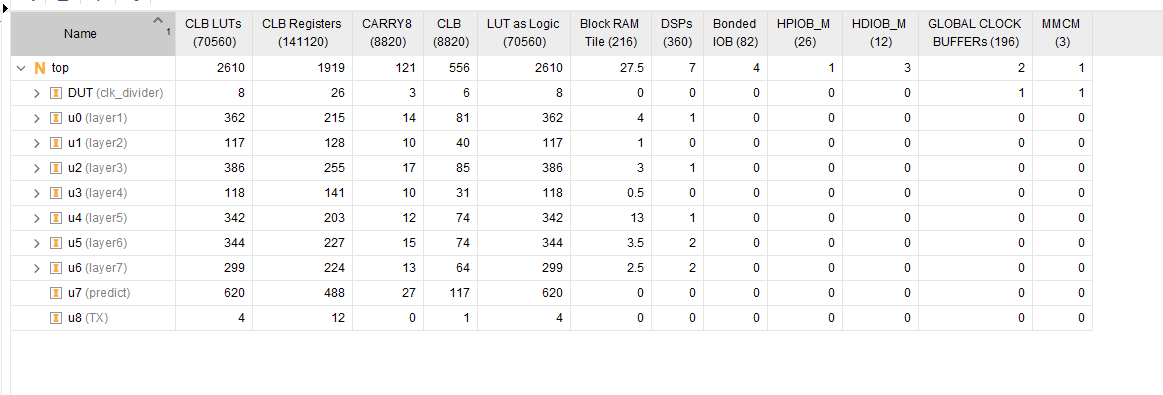 Name 1 CLB LUTs (70560) CLB Registers (141120) CARRY8 (8820) CLB (8820) LUT as Logic (70560) Block RAM Tile (216) DSPs (360) Bonded IOB (82) HPIOB_M (26) HDIOB_M (12) GLOBAL CLOCK BUFFERS (196) MMCM (3)
N top 2610 1919 121 556 2610 27.5 7 4 1 3 2 1
DUT (clk_divider) 8 26 3 6 8 0 0 0 0 0 1 1
u0 (layer1) 362 215 14 81 362 4 1 0 0 0 0 0
u1 (layer2) 117 128 10 40 117 1 0 0 0 0 0 0
u2 (layer3) 386 255 17 85 386 3 1 0 0 0 0 0
u3 (layer4) 118 141 10 31 118 0.5 0 0 0 0 0 0
u4 (layer5) 342 203 12 74 342 13 1 0 0 0 0 0
u5 (layer6) 344 227 15 74 344 3.5 2 0 0 0 0 0
u6 (layer7) 299 224 13 64 299 2.5 2 0 0 0 0 0
u7 (predict) 620 488 27 117 620 0 0 0 0 0 0 0
u8 (TX) 4 12 0 1 4 0 0 0 0 0 0 0